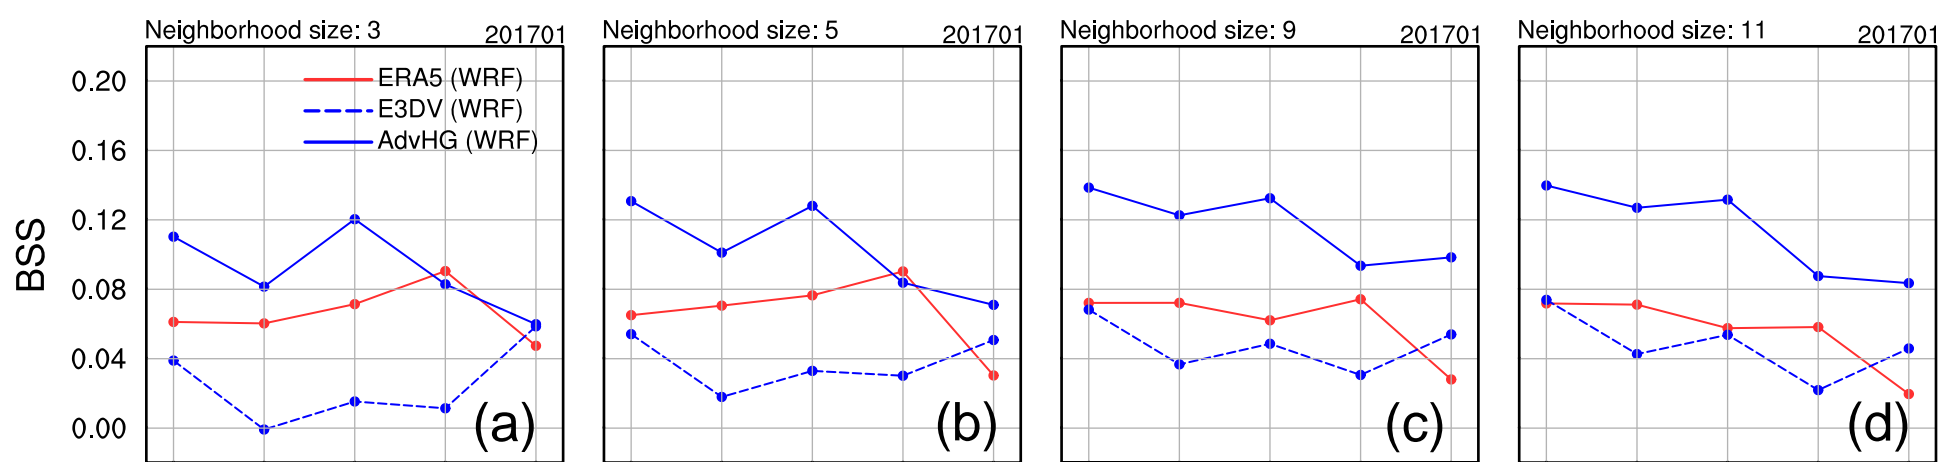 Neighborhood size: 3 201701
Neighborhood size: 5 201701
Neighborhood size: 9 201701
Neighborhood size: 11 201701
ERA5 (WRF)
E3DV (WRF)
AdvHG (WRF)
BSS
0.20
0.16
0.12
0.08
0.04
0.00
(a)
(b)
(c)
(d)